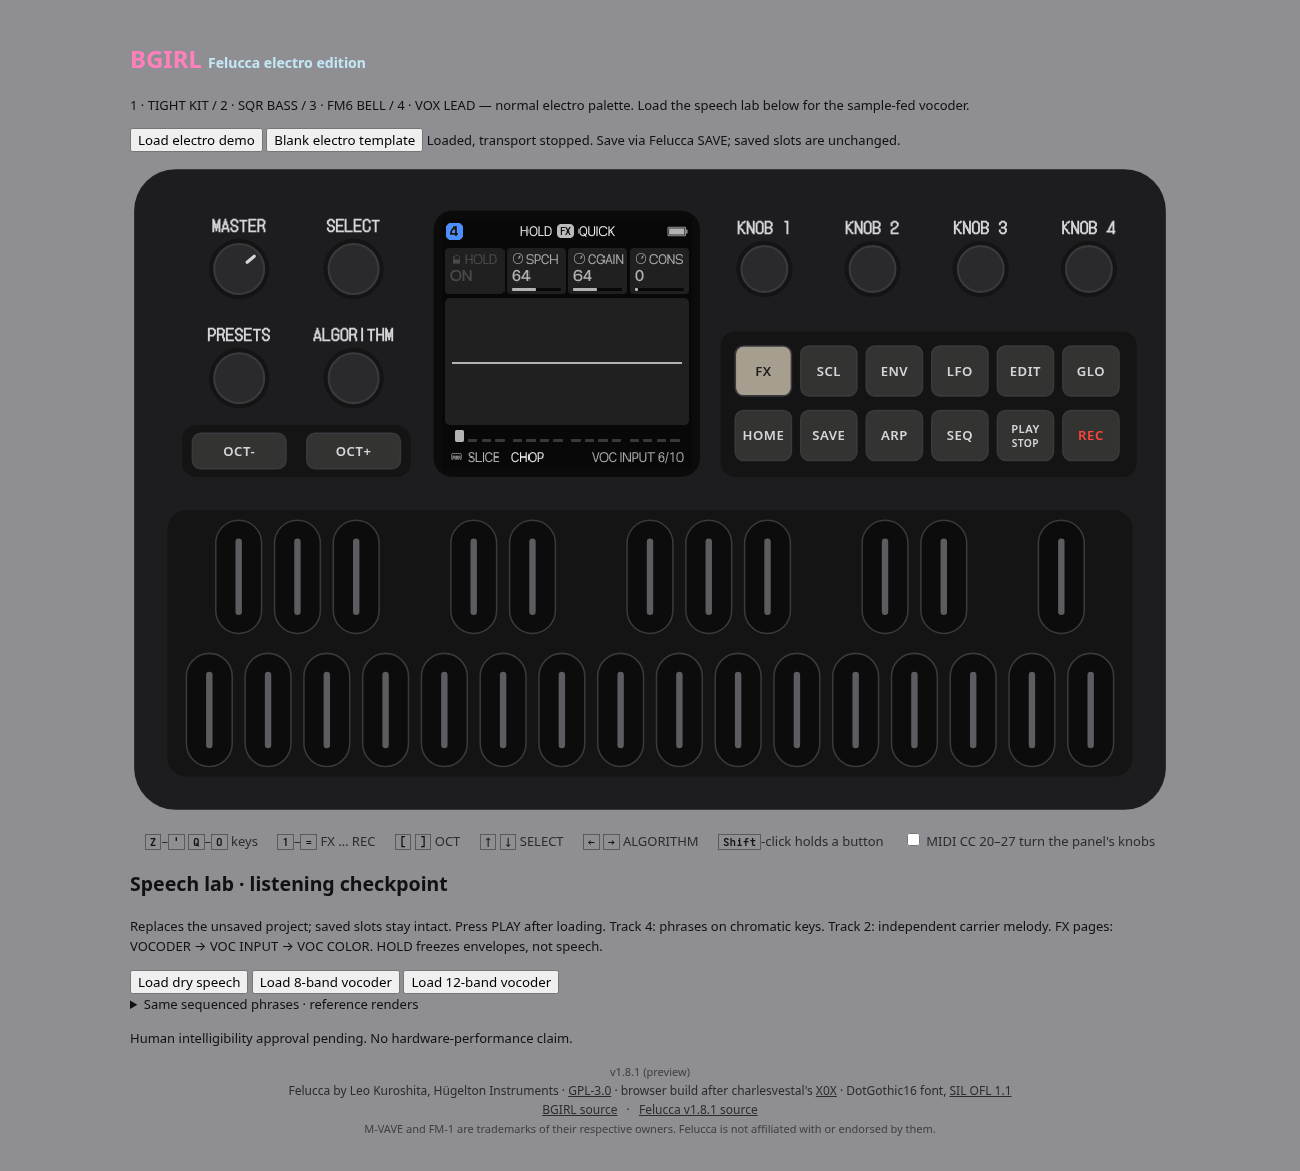 BGIRL Felucca electro edition
1 · TIGHT KIT / 2 · SQR BASS / 3 · FM6 BELL / 4 · VOX LEAD — normal electro palette. Load the speech lab below for the sample-fed vocoder.
Load electro demo Blank electro template Loaded, transport stopped. Save via Felucca SAVE; saved slots are unchanged.
MASTER SELECT
4 HOLD FX QUICK
KNOB 1 KNOB 2 KNOB 3 KNOB 4
HOLD SPCH CGAIN CONS
ON 64 64 0
PRESETS ALGORITHM
FX SCL ENV LFO EDIT GLO
HOME SAVE ARP SEQ PLAY STOP REC
OCT- OCT+
SLICE CHOP VOC INPUT 6/10
Z–' Q–O keys 1–= FX … REC [ ] OCT ↑ ↓ SELECT ← → ALGORITHM Shift-click holds a button MIDI CC 20–27 turn the panel's knobs
Speech lab · listening checkpoint
Replaces the unsaved project; saved slots stay intact. Press PLAY after loading. Track 4: phrases on chromatic keys. Track 2: independent carrier melody. FX pages:
VOCODER → VOC INPUT → VOC COLOR. HOLD freezes envelopes, not speech.
Load dry speech Load 8-band vocoder Load 12-band vocoder
Same sequenced phrases · reference renders
Human intelligibility approval pending. No hardware-performance claim.
v1.8.1 (preview)
Felucca by Leo Kuroshita, Hügelton Instruments · GPL-3.0 · browser build after charlesvestal's X0X · DotGothic16 font, SIL OFL 1.1
BGIRL source · Felucca v1.8.1 source
M-VAVE and FM-1 are trademarks of their respective owners. Felucca is not affiliated with or endorsed by them.